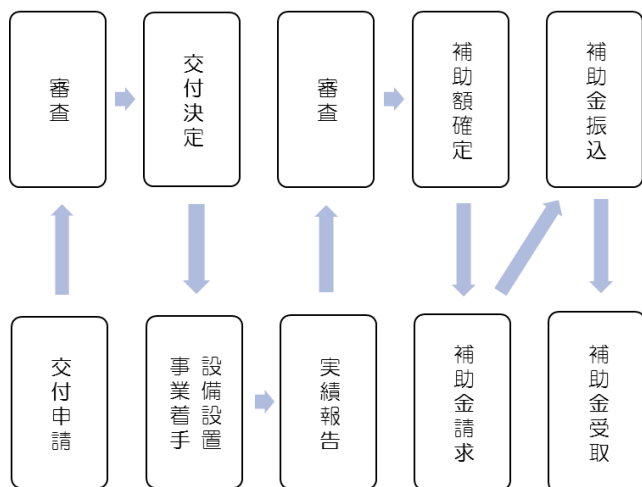 審査
交付決定
審査
補助額確定
補助金振込
交付申請
設備設置
事業着手
実績報告
補助金請求
補助金受取